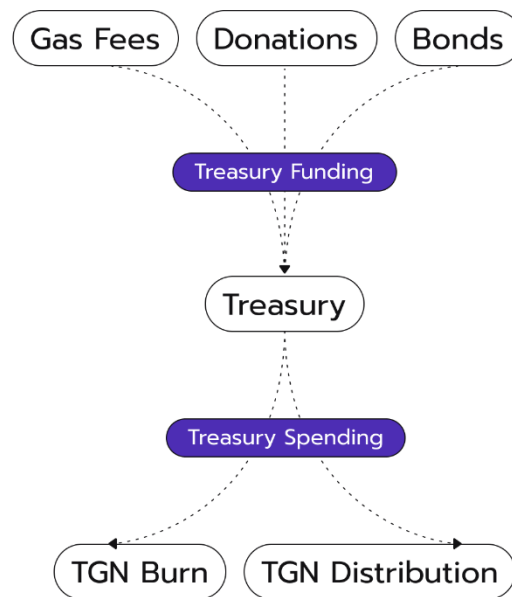 Gas Fees
Donations
Bonds
Treasury Funding
Treasury
Treasury Spending
TGN Burn
TGN Distribution